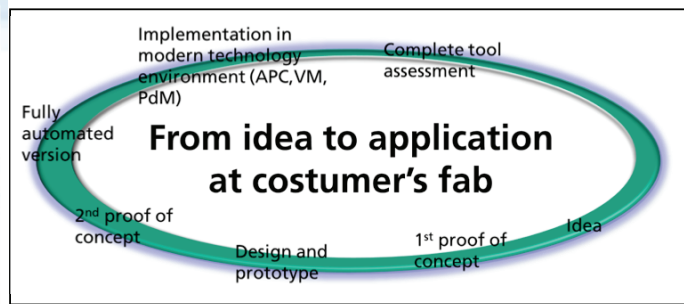 Implementation in
modern technology
environment (APC,VM,
PdM)
Complete tool
assessment
Fully
automated
version
From idea to application
at costumer's fab
2nd proof of
concept
Design and
prototype
1st proof of
concept
Idea